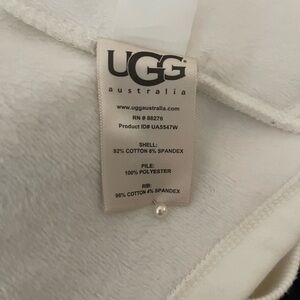 UGG
australia
www.uggaustralia.com
RN # 88276
Product ID# UA5547W
SHELL:
92% COTTON 8% SPANDEX
PILE:
100% POLYESTER
RIB:
96% COTTON 4% SPANDEX